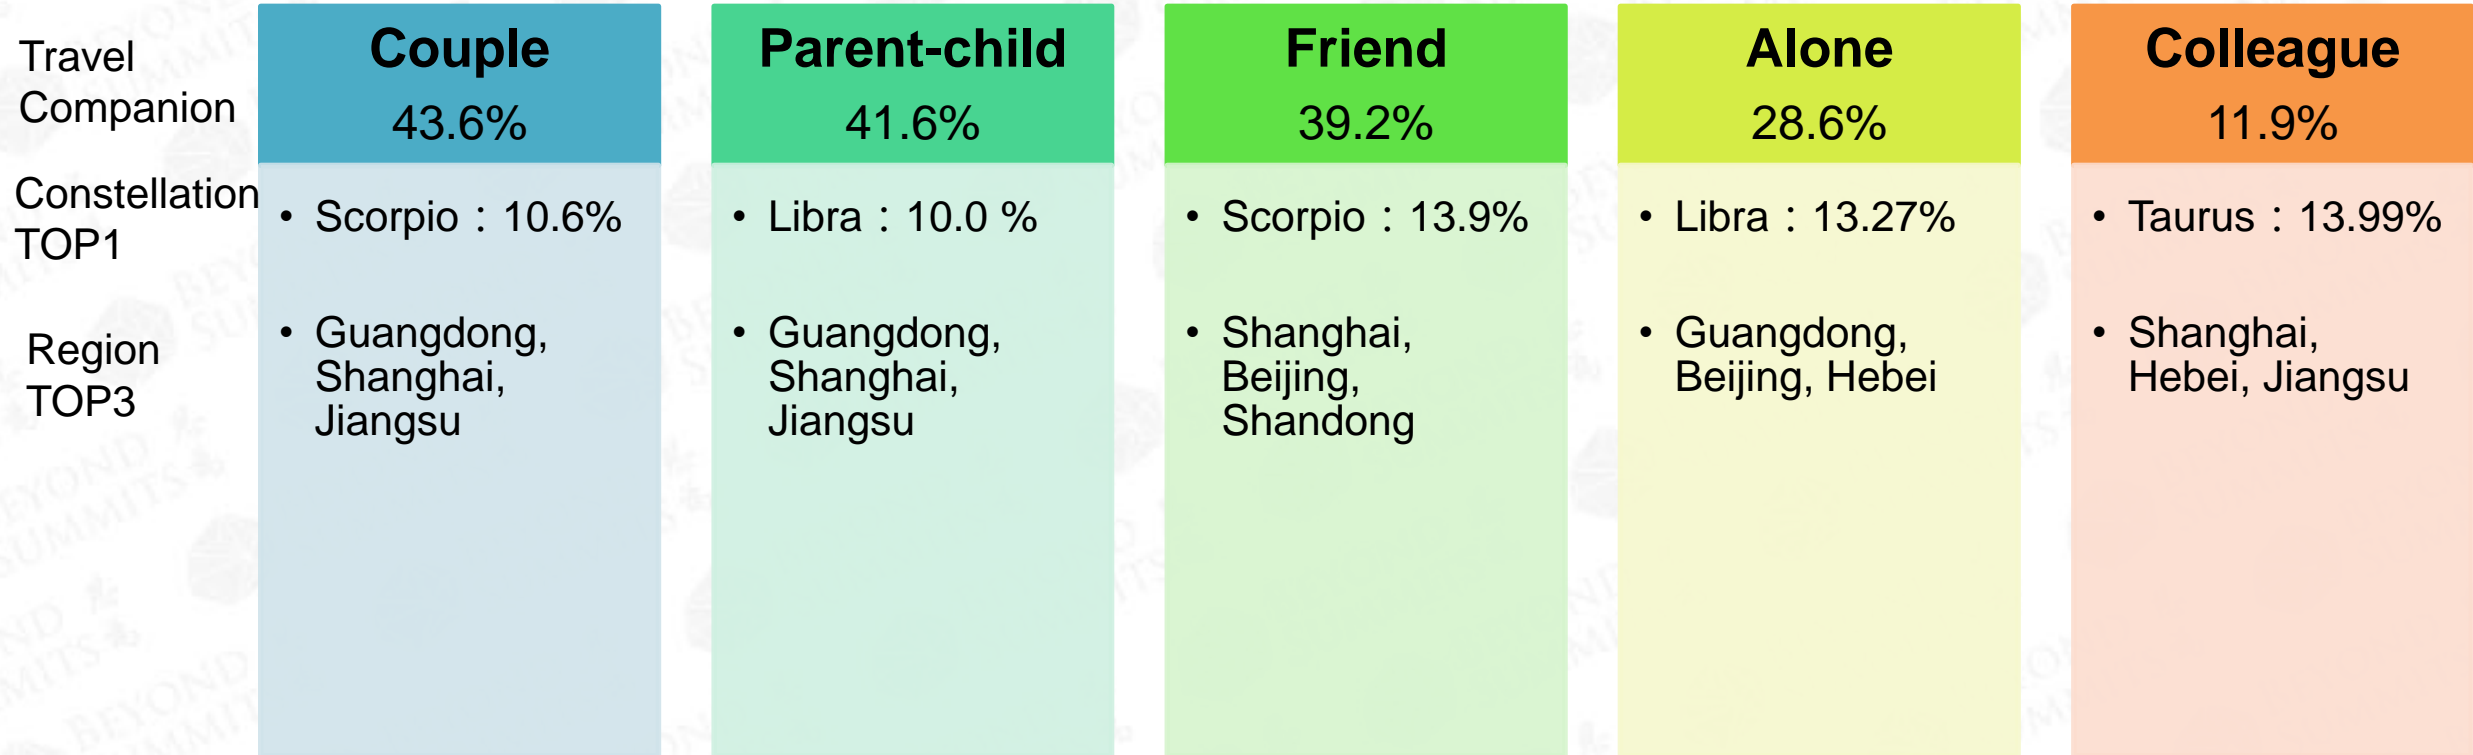 Travel
Companion
Couple
43.6%
Parent-child
41.6%
Friend
39.2%
Alone
28.6%
Colleague
11.9%
Constellation
TOP1
• Scorpio：10.6%
• Libra：10.0 %
• Scorpio：13.9%
• Libra：13.27%
• Taurus：13.99%
Region
TOP3
• Guangdong,
Shanghai,
Jiangsu
• Guangdong,
Shanghai,
Jiangsu
• Shanghai,
Beijing,
Shandong
• Guangdong,
Beijing, Hebei
• Shanghai,
Hebei, Jiangsu
BEYOND
SUMMITS